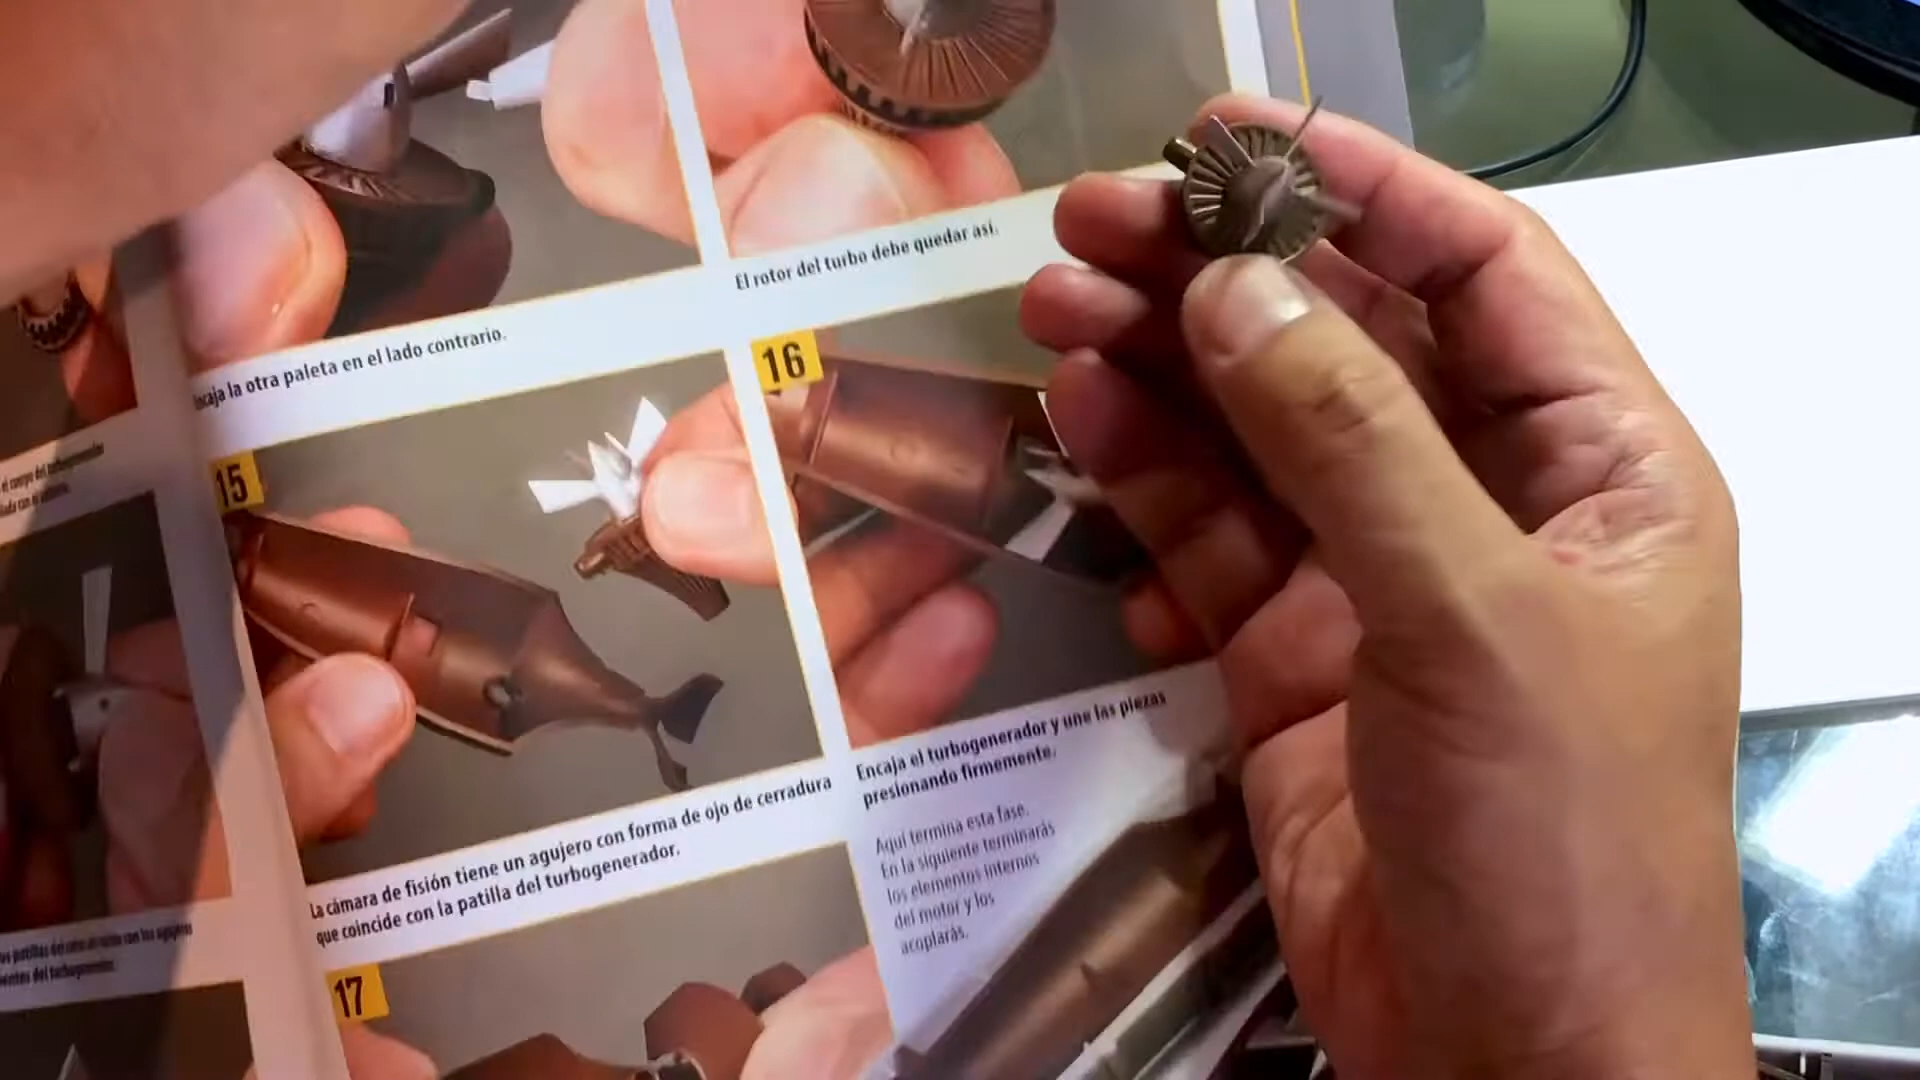 El rotor del turbo debe quedar así.
la otra paleta en el lado contrario.
16
15
Encaja el turbogenerador y une las piezas
presionando firmemente.
La cámara de fisión tiene un agujero con forma de ojo de cerradura
que coincide con la patilla del turbogenerador.
Aquí termina esta fase.
En la siguiente terminarás
los elementos internos
del motor y los
acoplarás.
17